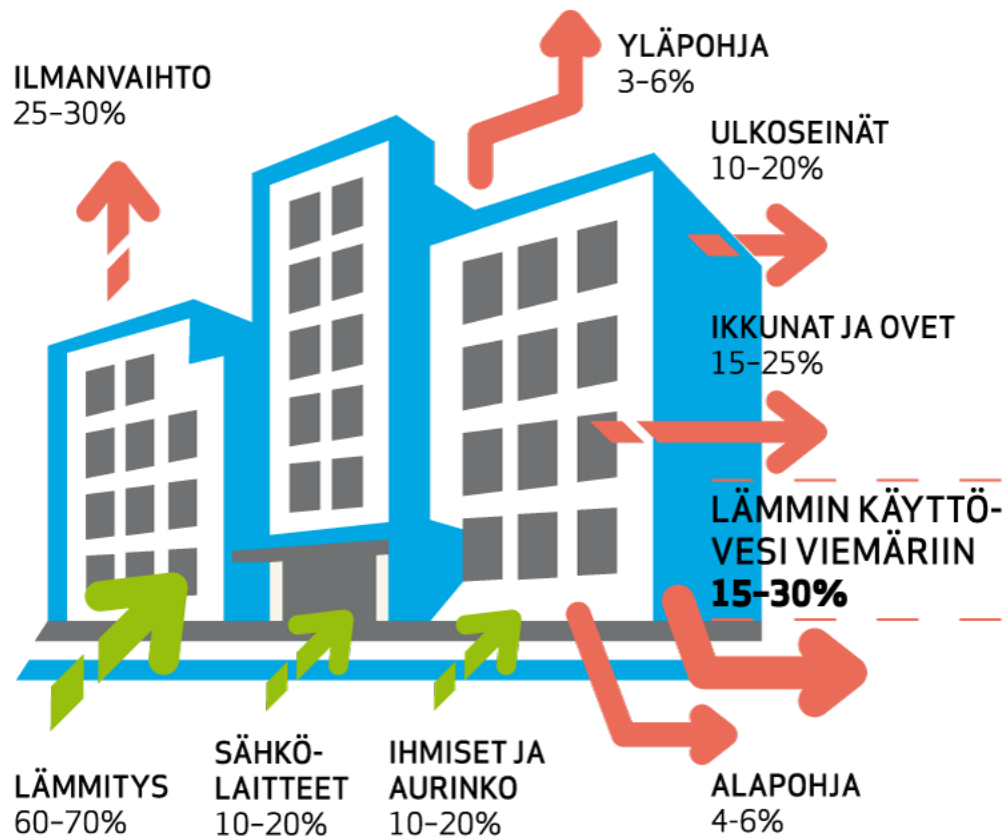 ILMANVAIHTO
25–30%
YLÄPOHJA
3–6%
ULKOSEINÄT
10–20%
IKKUNAT JA OVET
15–25%
LÄMMIN KÄYTTÖ-
VESI VIEMÄRIIN
15–30%
LÄMMITYS
60–70%
SÄHKÖ-
LAITTEET
10–20%
IHMISET JA
AURINKO
10–20%
ALAPOHJA
4-6%